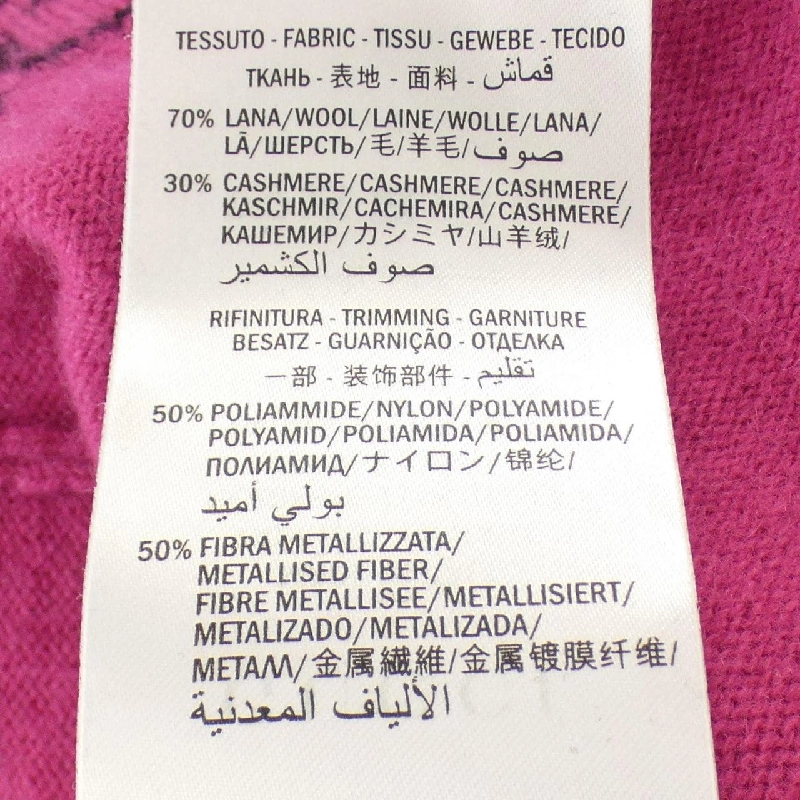 TESSUTO - FABRIC - TISSU - GEWEBE - TECIDO
ТКАНЬ - 表地 - 面料 - قماش
70% LANA/WOOL/LAINE/WOLLE/LANA/
LÃ/ШЕРСТЬ/毛/羊毛/صوف
30% CASHMERE/CASHMERE/CASHMERE/
KASCHMIR/CACHEMIRA/CASHMERE/
КАШЕМИР/カシミヤ/山羊绒/
صوف الكشمير
RIFINITURA - TRIMMING - GARNITURE
BESATZ - GUARNIÇÃO - ОТДЕЛКА
一部 - 装饰部件 - تقليم
50% POLIAMMIDE/NYLON/POLYAMIDE/
POLYAMID/POLIAMIDA/POLIAMIDA/
ПОЛИАМИД/ナイロン/锦纶/
بولي أميد
50% FIBRA METALLIZZATA/
METALLISED FIBER/
FIBRE METALLISEE/METALLISIERT/
METALIZADO/METALIZADA/
МЕТАЛЛ/金属繊維/金属镀膜纤维/
الألياف المعدنية